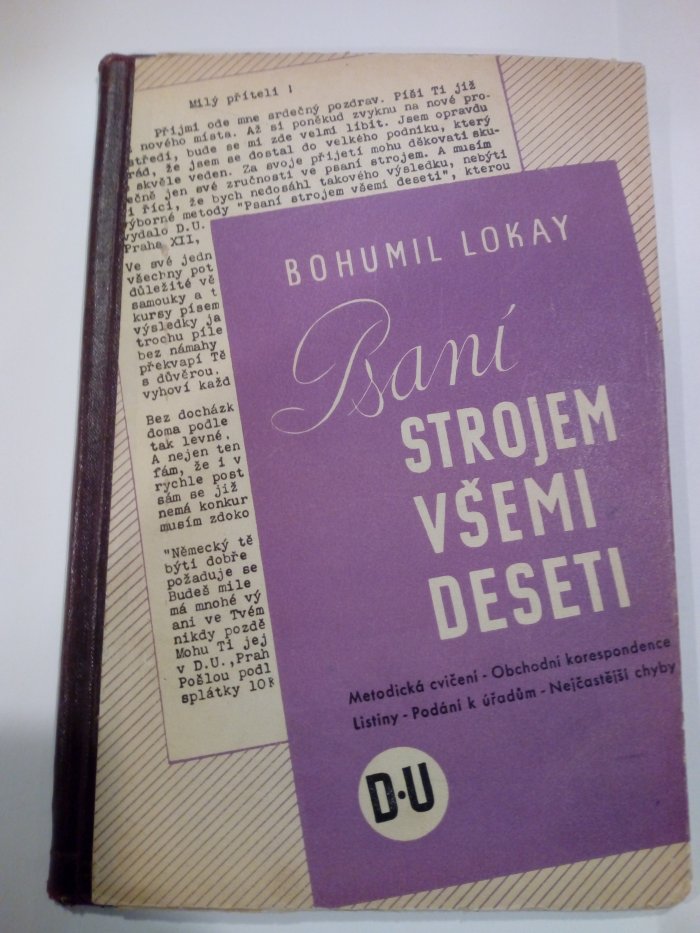 Milý příteli !
Přijmi ode mne srdečný pozdrav. Píši Ti již
nového místa. Až si poněkud zvyknu na nové pro-
středí, bude se mi zde velmi líbit. Jsem opravdu
rád, že jsem se dostal do velkého podniku, který
skvěle veden. Za svoje přijetí mohu děkovati sku-
ečně jen své zručnosti ve psaní strojem. A musím
i říci, že bych nedosáhl takového výsledku, nebýti
ýborné metody "Psaní strojem všemi deseti", kterou
vydalo D.U.
Praha XII,
Ve své jedn
všechny pot
důležité vě
samouky a t
kursy písem
výsledky ja
trochu píle
bez námahy
překvapí Tě
s důvěrou.
vyhoví každ
Bez docházk
doma podle
tak levné.
A nejen ten
fám, že i v
rychle post
sám se již
nemá konkur
musím zdoko
"Německý tě
býti dobře
požaduje se
Budeš mile
má mnohé vý
ani ve Tvém
nikdy pozdě
Mohu Ti jej
v D.U.,Prah
Pošlou podl
splátky 10K
BOHUMIL LOKAY
Psaní
STROJEM
VŠEMI
DESETI
Metodická cvičení - Obchodní korespondence
Listiny - Podání k úřadům - Nejčastější chyby
D·U